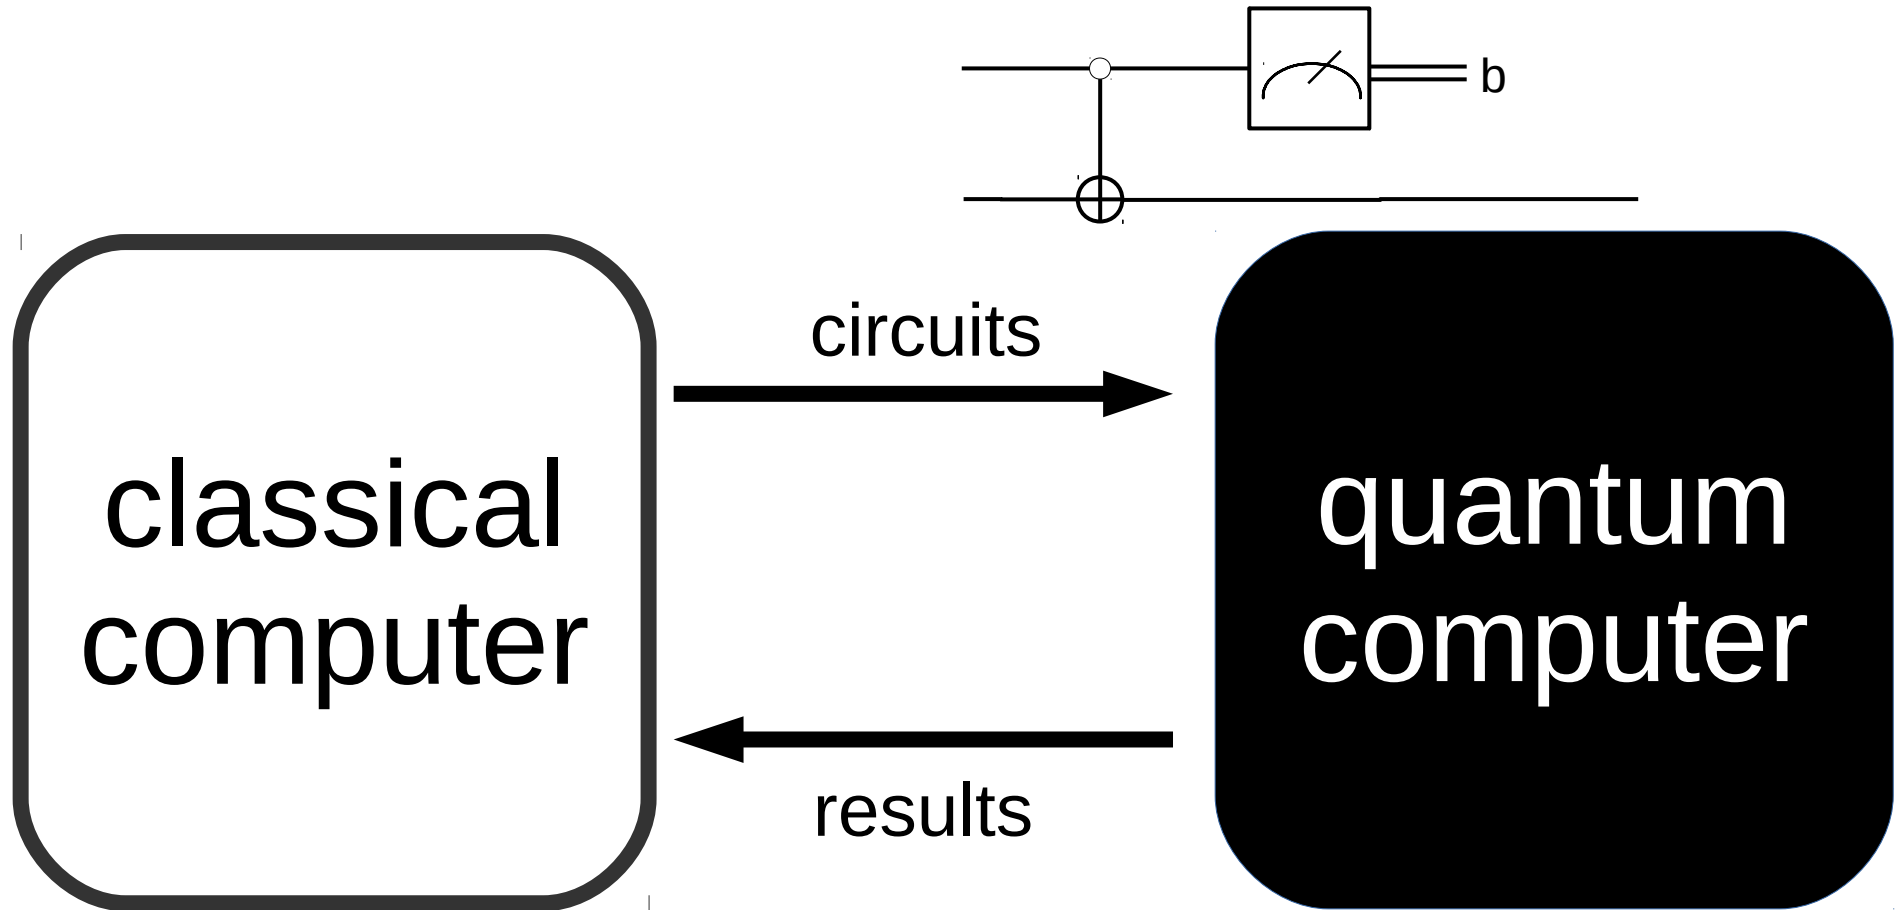 b
circuits
classical
computer
quantum
computer
results